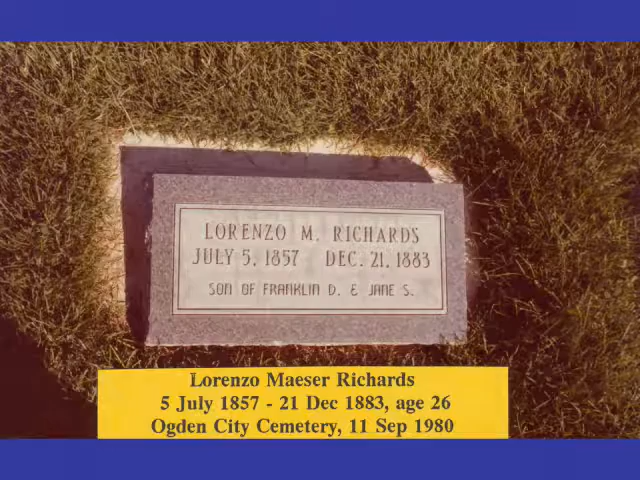 LORENZO M. RICHARDS
JULY 5, 1857 DEC. 21, 1883
SON OF FRANKLIN D. & JANE S.
Lorenzo Maeser Richards
5 July 1857 - 21 Dec 1883, age 26
Ogden City Cemetery, 11 Sep 1980